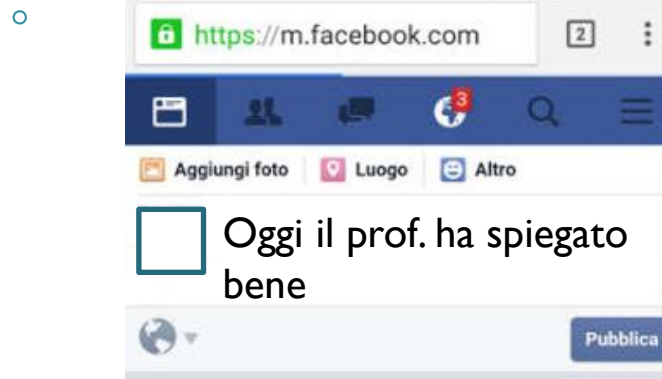 https://m.facebook.com 2
3
Aggiungi foto Luogo Altro
Oggi il prof. ha spiegato
bene
Pubblica